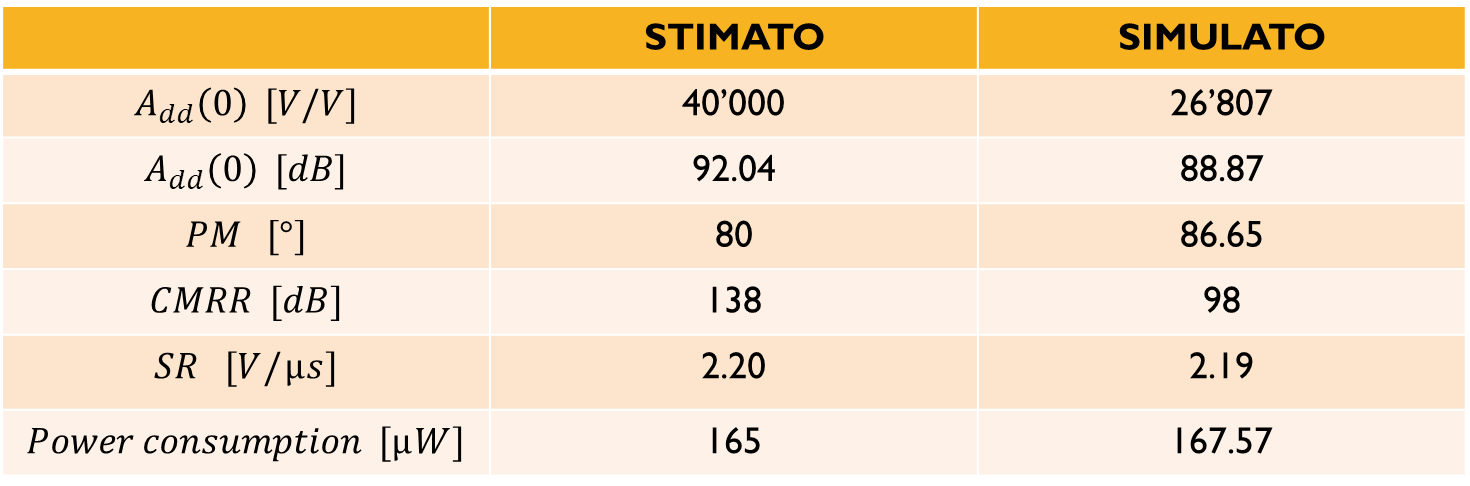 STIMATO SIMULATO
A_dd(0) [V/V] 40’000 26’807
A_dd(0) [dB] 92.04 88.87
PM [°] 80 86.65
CMRR [dB] 138 98
SR [V/μs] 2.20 2.19
Power consumption [μW] 165 167.57